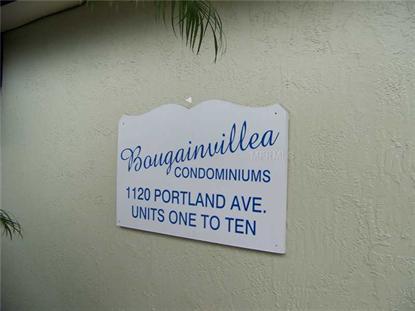 Bougainvillea
CONDOMINIUMS
1120 PORTLAND AVE.
UNITS ONE TO TEN